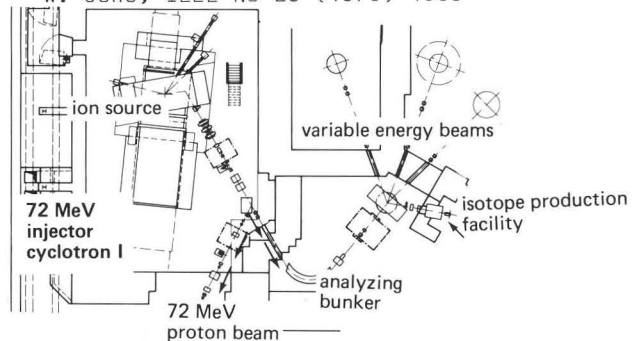 ion source
variable energy beams
isotope production
facility
72 MeV
injector
cyclotron I
analyzing
bunker
72 MeV
proton beam